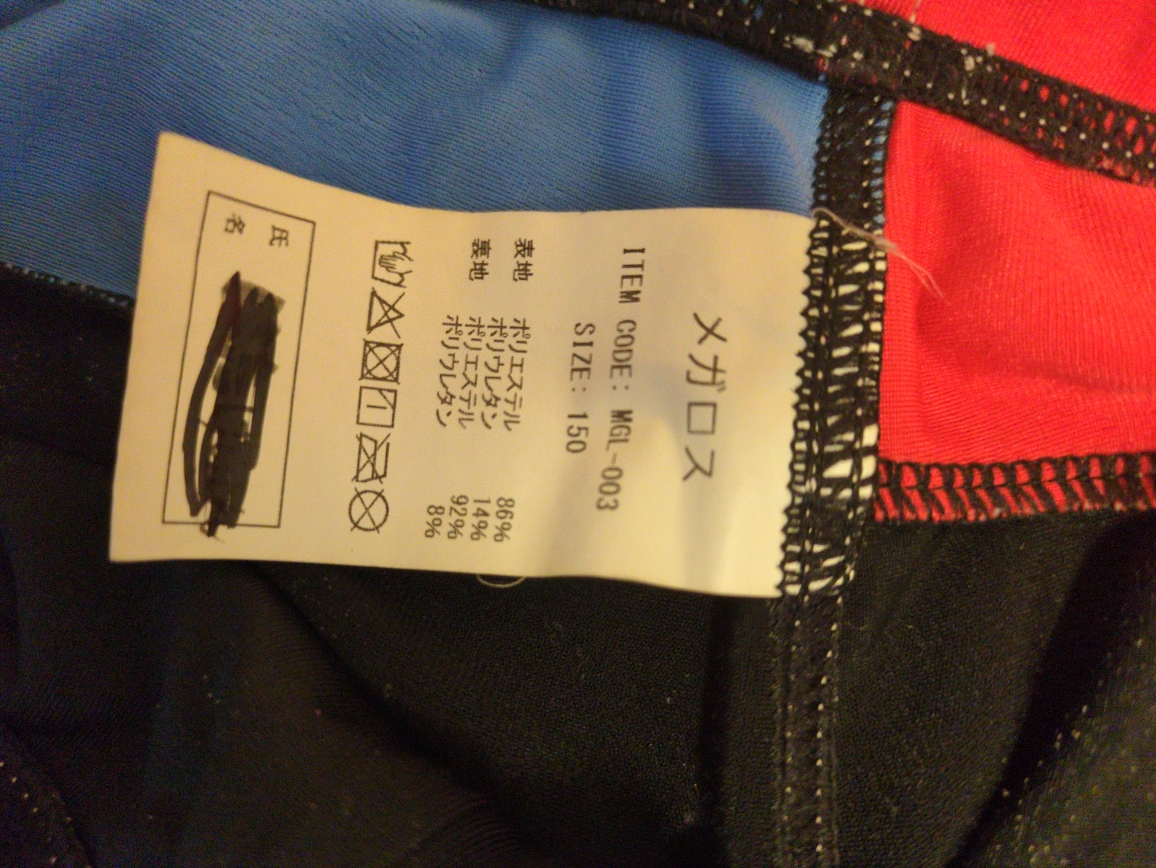 メガロス
ITEM CODE: MGL-003
SIZE: 150
表地 ポリエステル 86%
ポリウレタン 14%
裏地 ポリエステル 92%
ポリウレタン 8%
氏名